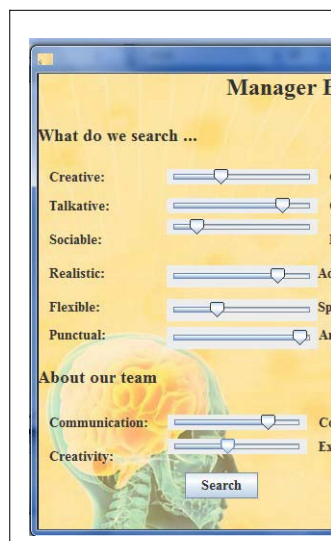 Manager
What do we search ...
Creative:
Talkative:
Sociable:
Realistic:
Flexible:
Punctual:
About our team
Communication:
Creativity:
Search